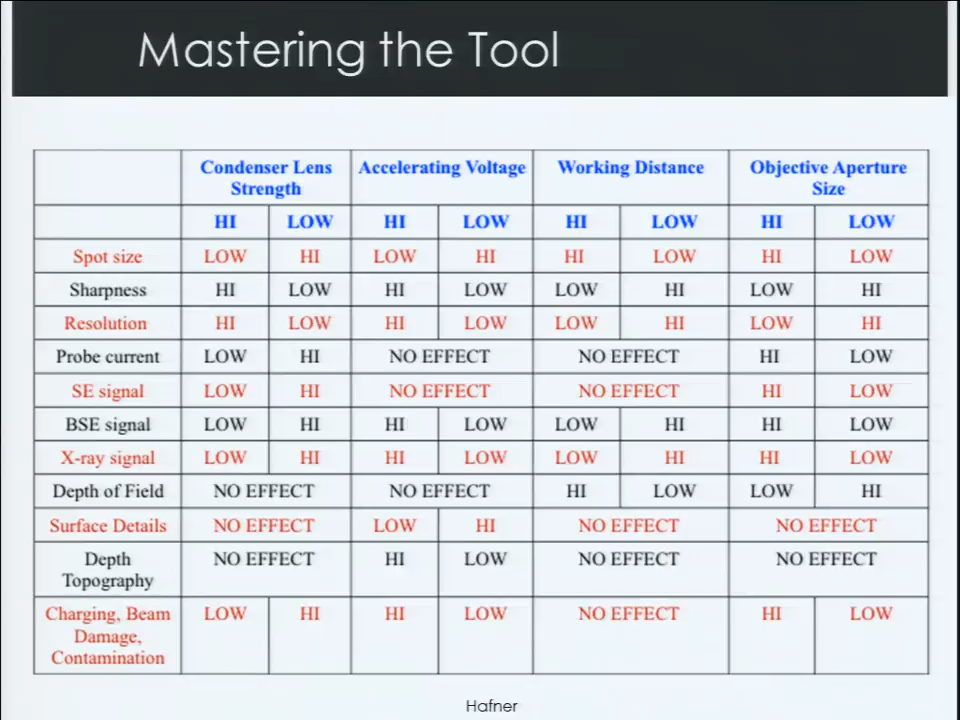 Mastering the Tool
Condenser Lens Strength Accelerating Voltage Working Distance Objective Aperture Size
HI LOW HI LOW HI LOW HI LOW
Spot size LOW HI LOW HI HI LOW HI LOW
Sharpness HI LOW HI LOW LOW HI LOW HI
Resolution HI LOW HI LOW LOW HI LOW HI
Probe current LOW HI NO EFFECT NO EFFECT HI LOW
SE signal LOW HI NO EFFECT NO EFFECT HI LOW
BSE signal LOW HI HI LOW LOW HI HI LOW
X-ray signal LOW HI HI LOW LOW HI HI LOW
Depth of Field NO EFFECT NO EFFECT HI LOW LOW HI
Surface Details NO EFFECT LOW HI NO EFFECT NO EFFECT
Depth Topography NO EFFECT HI LOW NO EFFECT NO EFFECT
Charging, Beam Damage, Contamination LOW HI HI LOW NO EFFECT HI LOW
Hafner